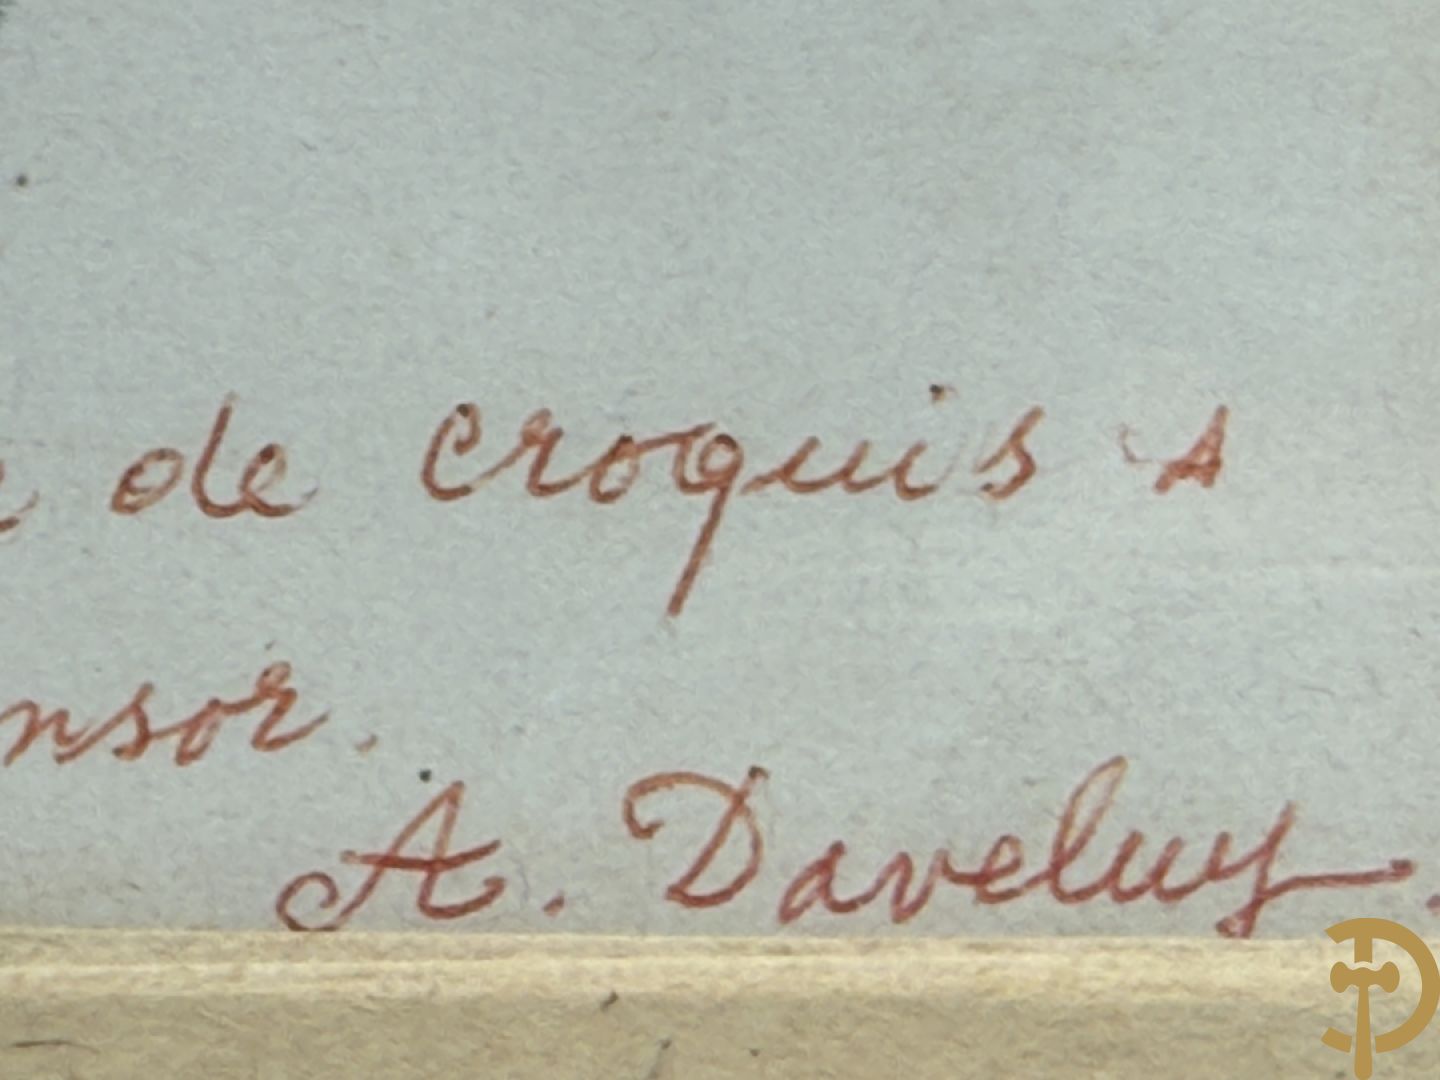 de croquis
nsor.
A. Daveluy.